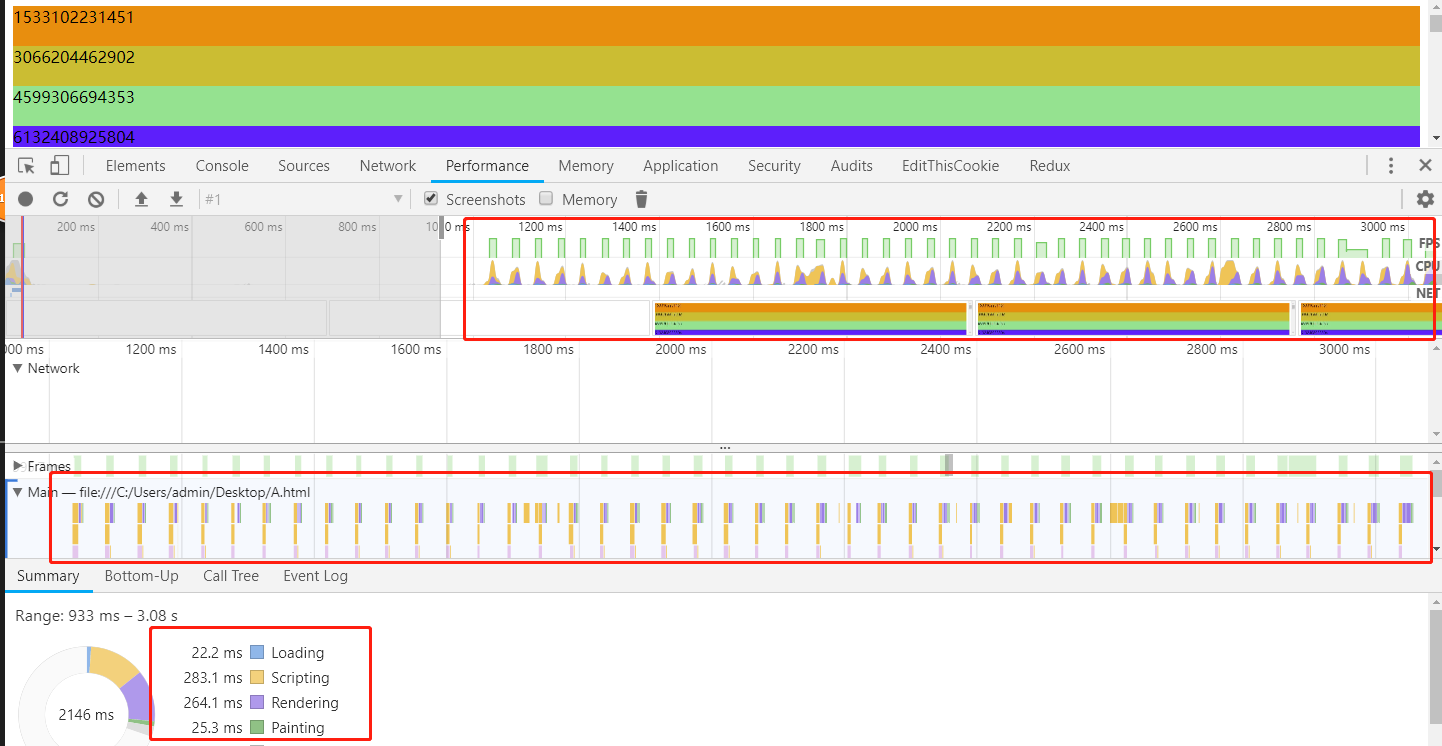 1533102231451
3066204462902
4599306694353
6132408925804
Elements Console Sources Network Performance Memory Application Security Audits EditThisCookie Redux
#1 Screenshots Memory
200 ms 400 ms 600 ms 800 ms 1200 ms 1400 ms 1600 ms 1800 ms 2000 ms 2200 ms 2400 ms 2600 ms 2800 ms 3000 ms
FPS
CPU
NET
000 ms 1200 ms 1400 ms 1600 ms 1800 ms 2000 ms 2200 ms 2400 ms 2600 ms 2800 ms 3000 ms
Network
Frames
Main — file:///C:/Users/admin/Desktop/A.html
Summary Bottom-Up Call Tree Event Log
Range: 933 ms – 3.08 s
22.2 ms Loading
283.1 ms Scripting
2146 ms
264.1 ms Rendering
25.3 ms Painting